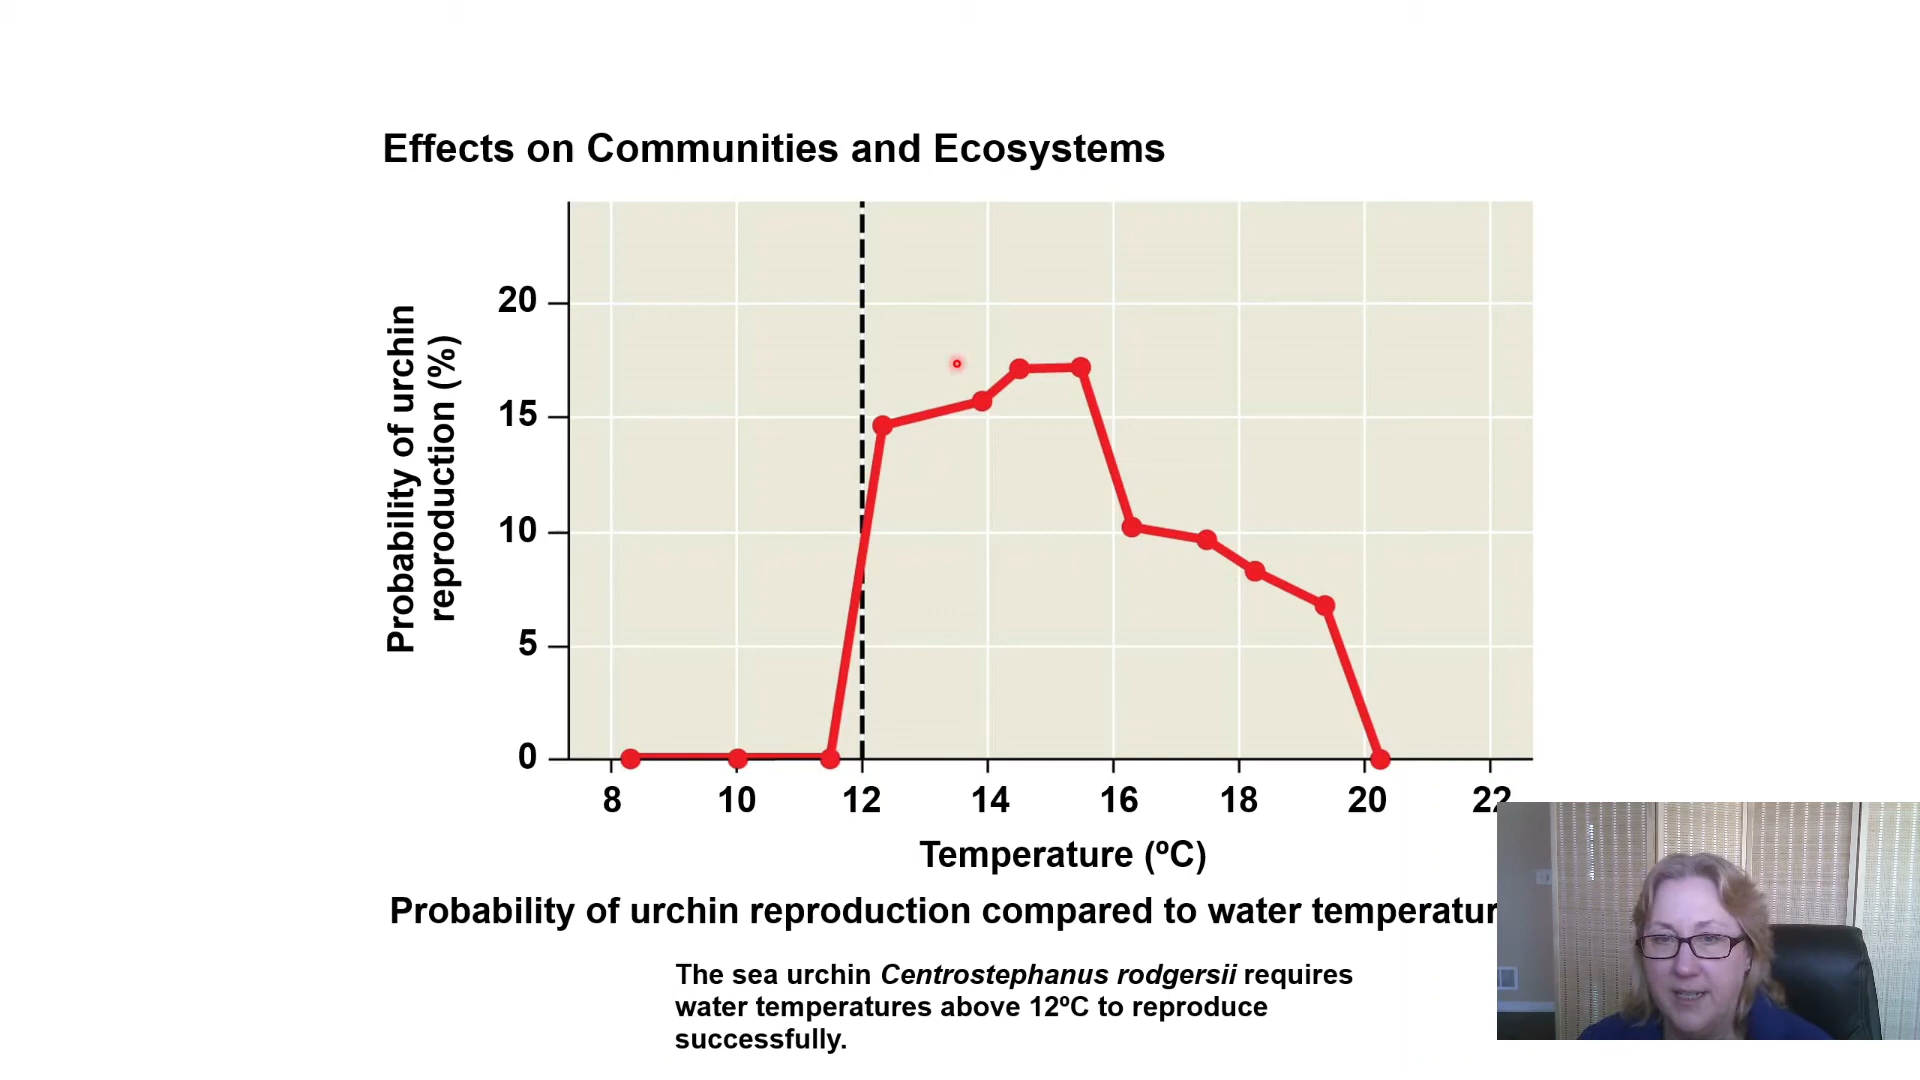 Effects on Communities and Ecosystems
Probability of urchin
reproduction (%)
20
15
10
5
0
8 10 12 14 16 18 20 22
Temperature (ºC)
Probability of urchin reproduction compared to water temperatur
The sea urchin Centrostephanus rodgersii requires
water temperatures above 12ºC to reproduce
successfully.